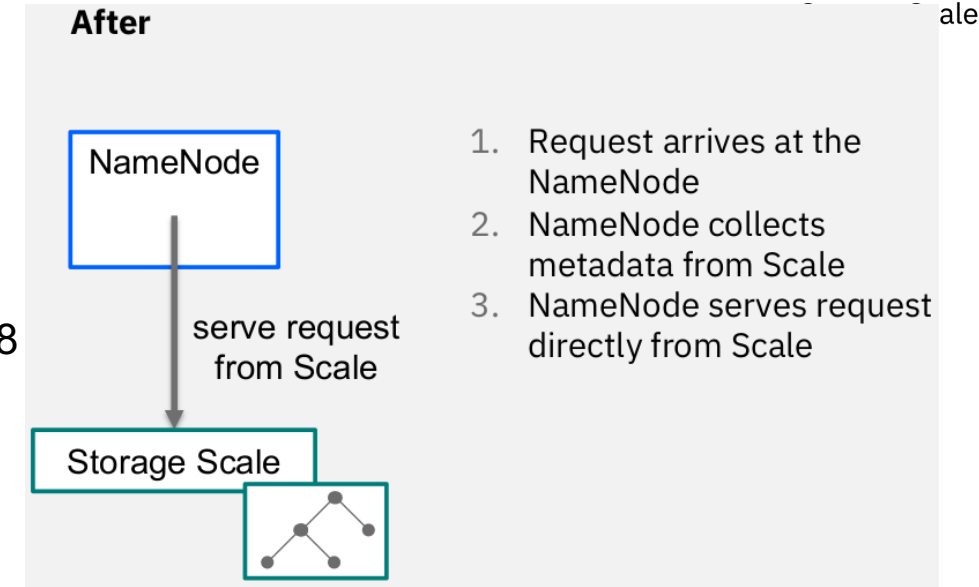 ale
After
NameNode
serve request
from Scale
Storage Scale
1. Request arrives at the
NameNode
2. NameNode collects
metadata from Scale
3. NameNode serves request
directly from Scale
8